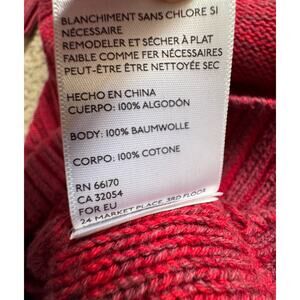 BLANCHIMENT SANS CHLORE SI
NÉCESSAIRE
REMODELER ET SÉCHER À PLAT
FAIBLE COMME FER NÉCESSAIRES
PEUT-ÊTRE ÊTRE NETTOYÉE SEC
HECHO EN CHINA
CUERPO: 100% ALGODÓN
BODY: 100% BAUMWOLLE
CORPO: 100% COTONE
RN 66170
CA 32054
FOR EU
24 MARKET PLACE, 3RD FLOOR